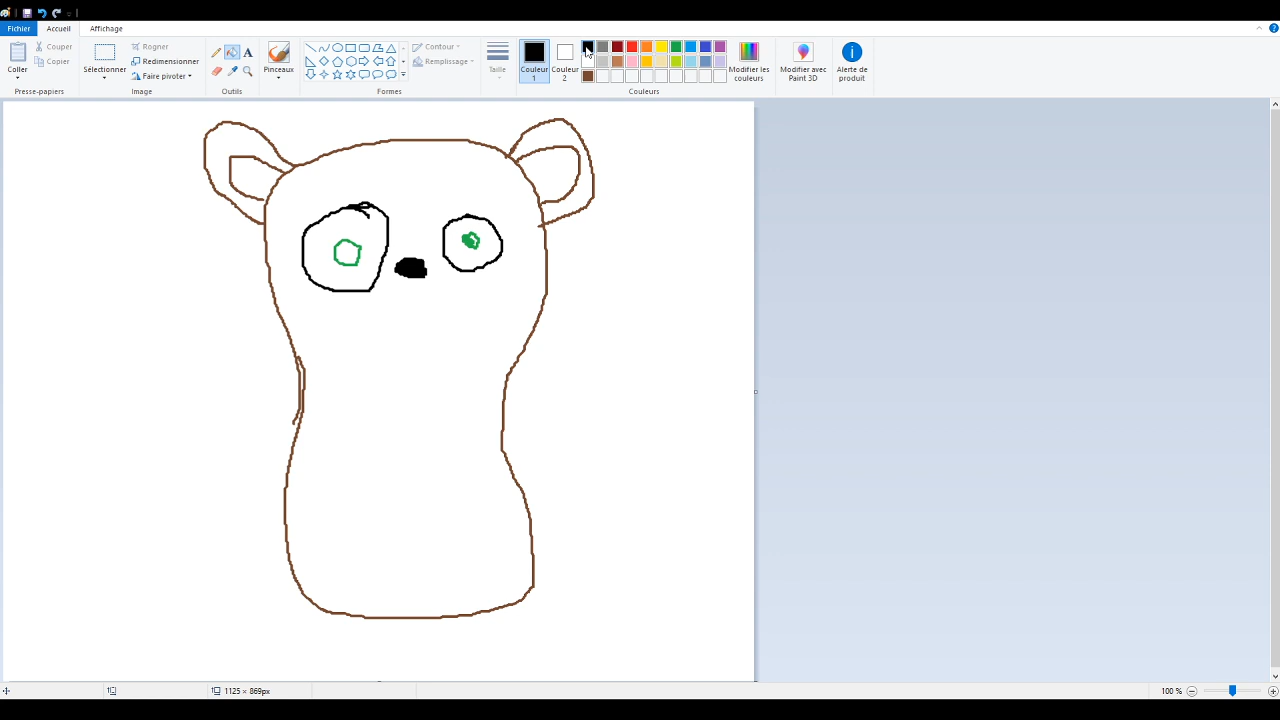 Fichier Accueil Affichage
Coller
Couper
Copier
Presse-papiers
Sélectionner
Rogner
Redimensionner
Faire pivoter
Image
A
Outils
Pinceaux
Contour
Remplissage
Formes
Taille
Couleur
1
Couleur
2
Modifier les
couleurs
Couleurs
Modifier avec
Paint 3D
Alerte de
produit
1125 × 869px
100 %